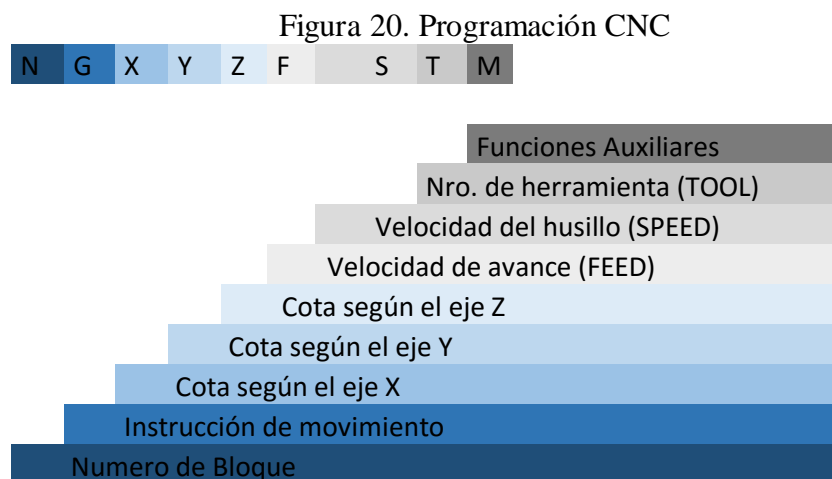 Figura 20. Programación CNC
N G X Y Z F S T M
Funciones Auxiliares
Nro. de herramienta (TOOL)
Velocidad del husillo (SPEED)
Velocidad de avance (FEED)
Cota según el eje Z
Cota según el eje Y
Cota según el eje X
Instrucción de movimiento
Numero de Bloque